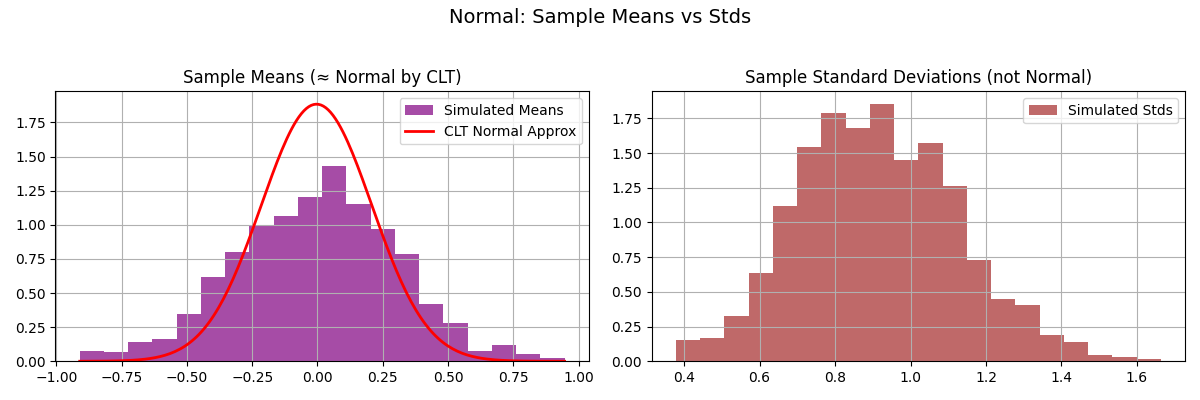 Normal: Sample Means vs Stds
Sample Means (≈ Normal by CLT)
Simulated Means
CLT Normal Approx
1.75
1.50
1.25
1.00
0.75
0.50
0.25
0.00
−1.00 −0.75 −0.50 −0.25 0.00 0.25 0.50 0.75 1.00
Sample Standard Deviations (not Normal)
Simulated Stds
1.75
1.50
1.25
1.00
0.75
0.50
0.25
0.00
0.4 0.6 0.8 1.0 1.2 1.4 1.6